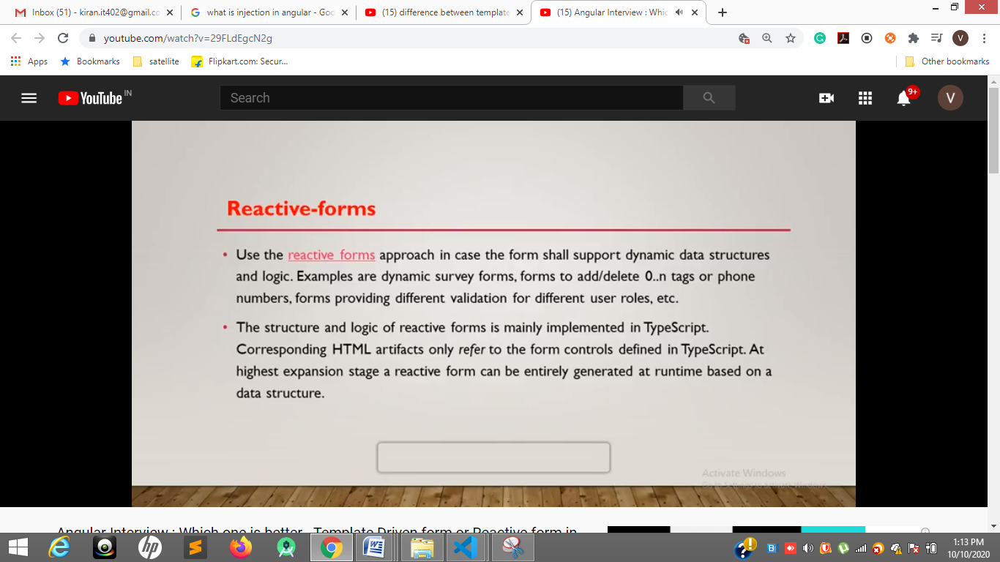 Inbox (51) - kiran.it402@gmail.co
what is injection in angular - Goo
(15) difference between template
(15) Angular Interview : Whic
youtube.com/watch?v=29FLdEgcN2g
V
Apps
Bookmarks
satellite
Flipkart.com: Secur...
Other bookmarks
YouTube IN
Search
9+
V
Reactive-forms
• Use the reactive forms approach in case the form shall support dynamic data structures
and logic. Examples are dynamic survey forms, forms to add/delete 0..n tags or phone
numbers, forms providing different validation for different user roles, etc.
• The structure and logic of reactive forms is mainly implemented in TypeScript.
Corresponding HTML artifacts only refer to the form controls defined in TypeScript. At
highest expansion stage a reactive form can be entirely generated at runtime based on a
data structure.
Activate Windows
Go to Settings to activate Windows.
Angular Interview : Which one is better - Template Driven form or Reactive form in
hp
1:13 PM
10/10/2020